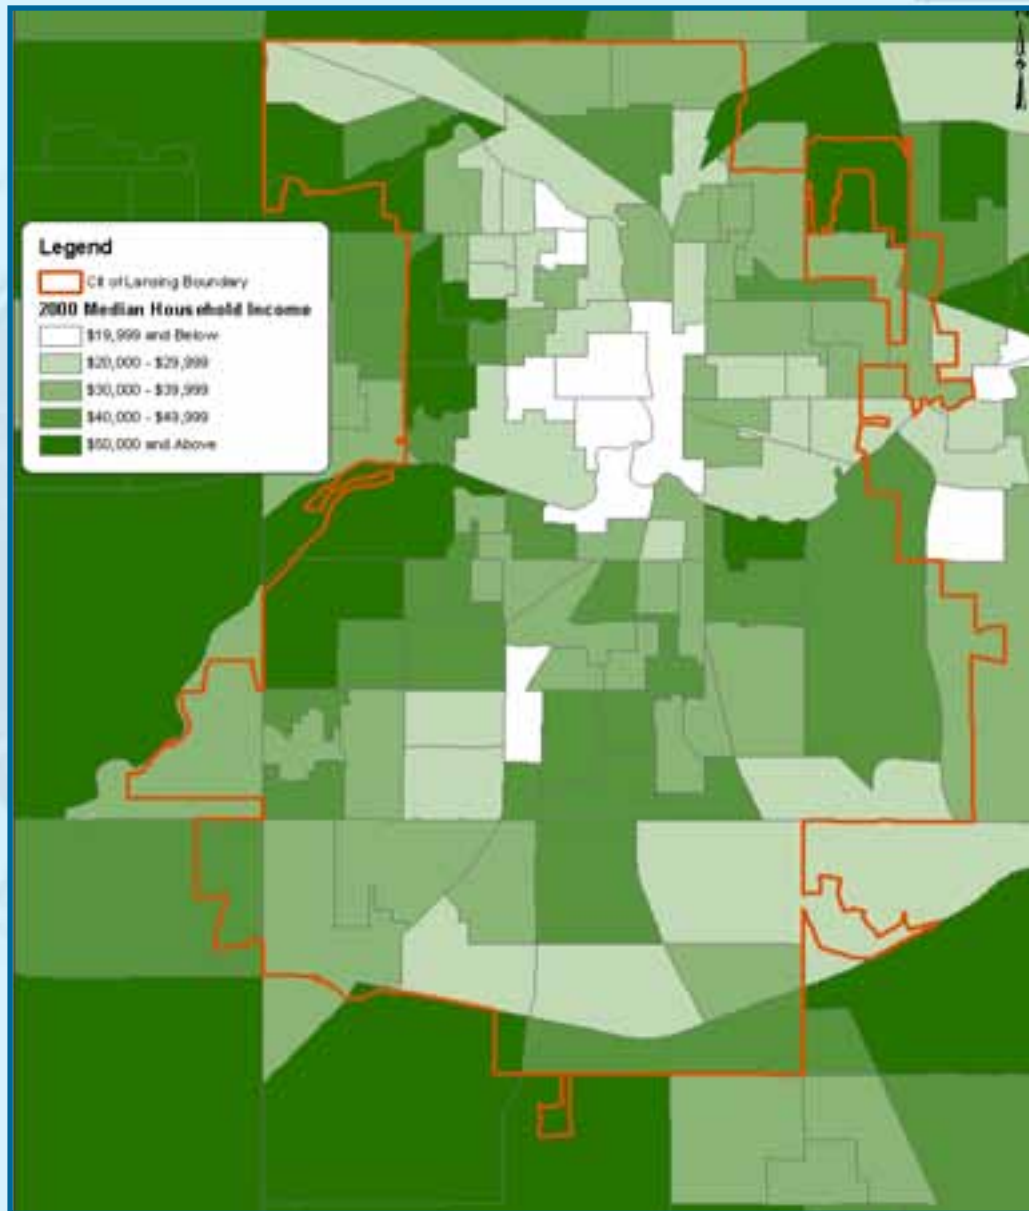 Legend
Cit of Lansing Boundary
2000 Median Household Income
$19,999 and Below
$20,000 - $29,999
$30,000 - $39,999
$40,000 - $49,999
$50,000 and Above